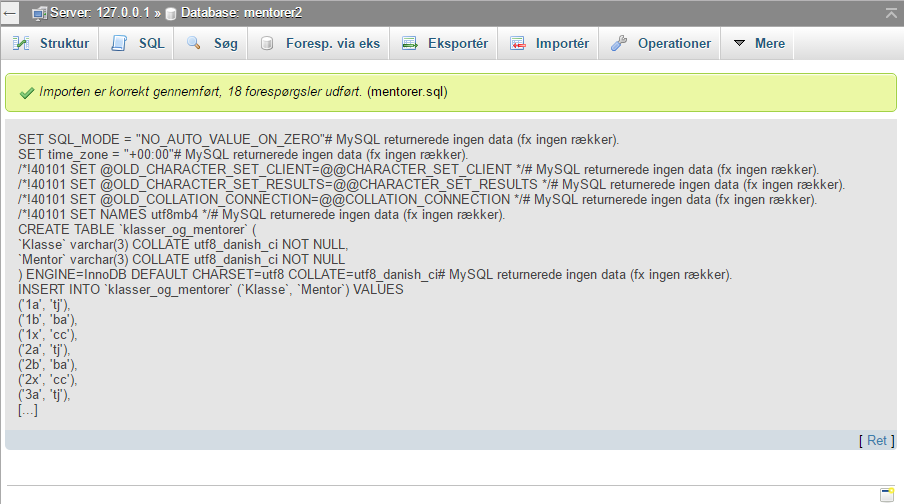 Server: 127.0.0.1 » Database: mentorer2
Struktur SQL Søg Foresp. via eks Eksportér Importér Operationer Mere
Importen er korrekt gennemført, 18 forespørgsler udført. (mentorer.sql)
SET SQL_MODE = "NO_AUTO_VALUE_ON_ZERO"# MySQL returnerede ingen data (fx ingen rækker).
SET time_zone = "+00:00"# MySQL returnerede ingen data (fx ingen rækker).
/*!40101 SET @OLD_CHARACTER_SET_CLIENT=@@CHARACTER_SET_CLIENT */# MySQL returnerede ingen data (fx ingen rækker).
/*!40101 SET @OLD_CHARACTER_SET_RESULTS=@@CHARACTER_SET_RESULTS */# MySQL returnerede ingen data (fx ingen rækker).
/*!40101 SET @OLD_COLLATION_CONNECTION=@@COLLATION_CONNECTION */# MySQL returnerede ingen data (fx ingen rækker).
/*!40101 SET NAMES utf8mb4 */# MySQL returnerede ingen data (fx ingen rækker).
CREATE TABLE `klasser_og_mentorer` (
`Klasse` varchar(3) COLLATE utf8_danish_ci NOT NULL,
`Mentor` varchar(3) COLLATE utf8_danish_ci NOT NULL
) ENGINE=InnoDB DEFAULT CHARSET=utf8 COLLATE=utf8_danish_ci# MySQL returnerede ingen data (fx ingen rækker).
INSERT INTO `klasser_og_mentorer` (`Klasse`, `Mentor`) VALUES
('1a', 'tj'),
('1b', 'ba'),
('1x', 'cc'),
('2a', 'tj'),
('2b', 'ba'),
('2x', 'cc'),
('3a', 'tj'),
[...]
[ Ret ]